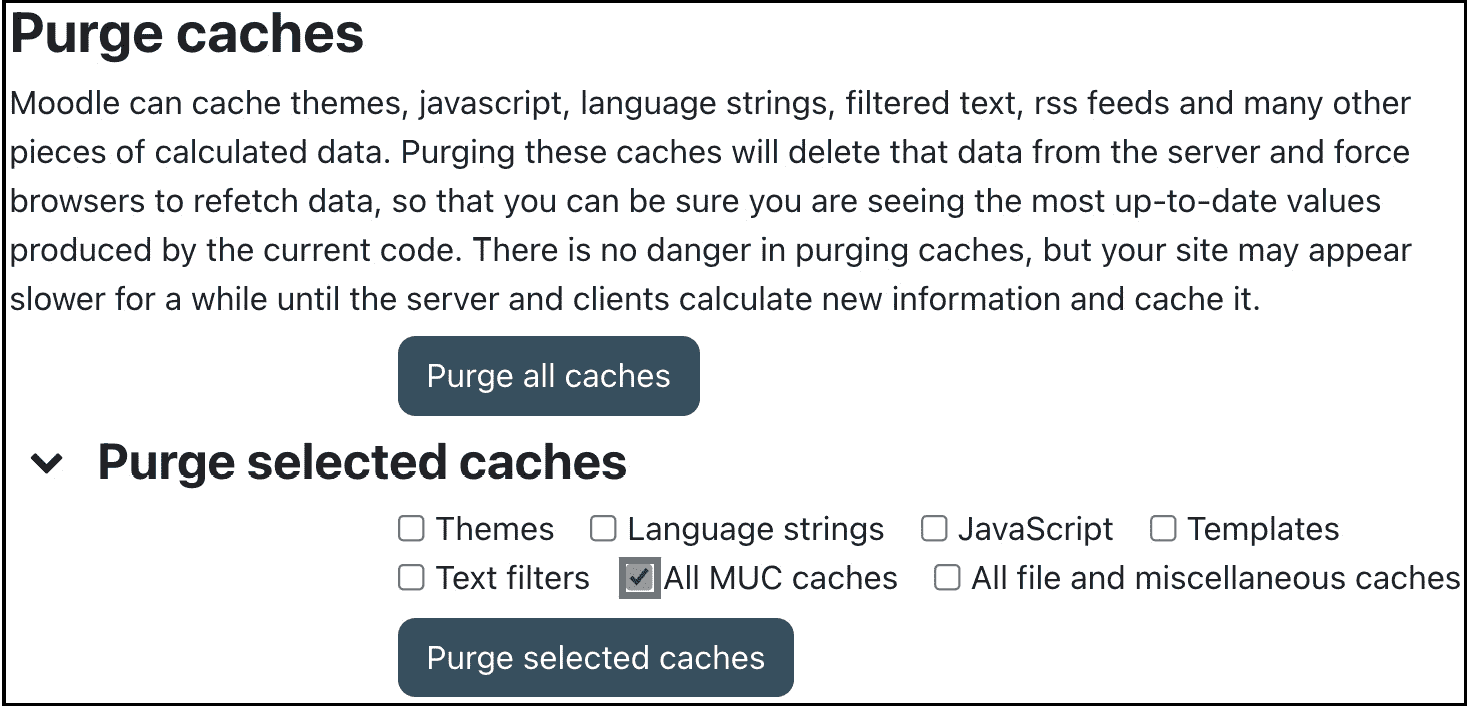 Purge caches
Moodle can cache themes, javascript, language strings, filtered text, rss feeds and many other
pieces of calculated data. Purging these caches will delete that data from the server and force
browsers to refetch data, so that you can be sure you are seeing the most up-to-date values
produced by the current code. There is no danger in purging caches, but your site may appear
slower for a while until the server and clients calculate new information and cache it.
Purge all caches
Purge selected caches
Themes Language strings JavaScript Templates
Text filters All MUC caches All file and miscellaneous caches
Purge selected caches